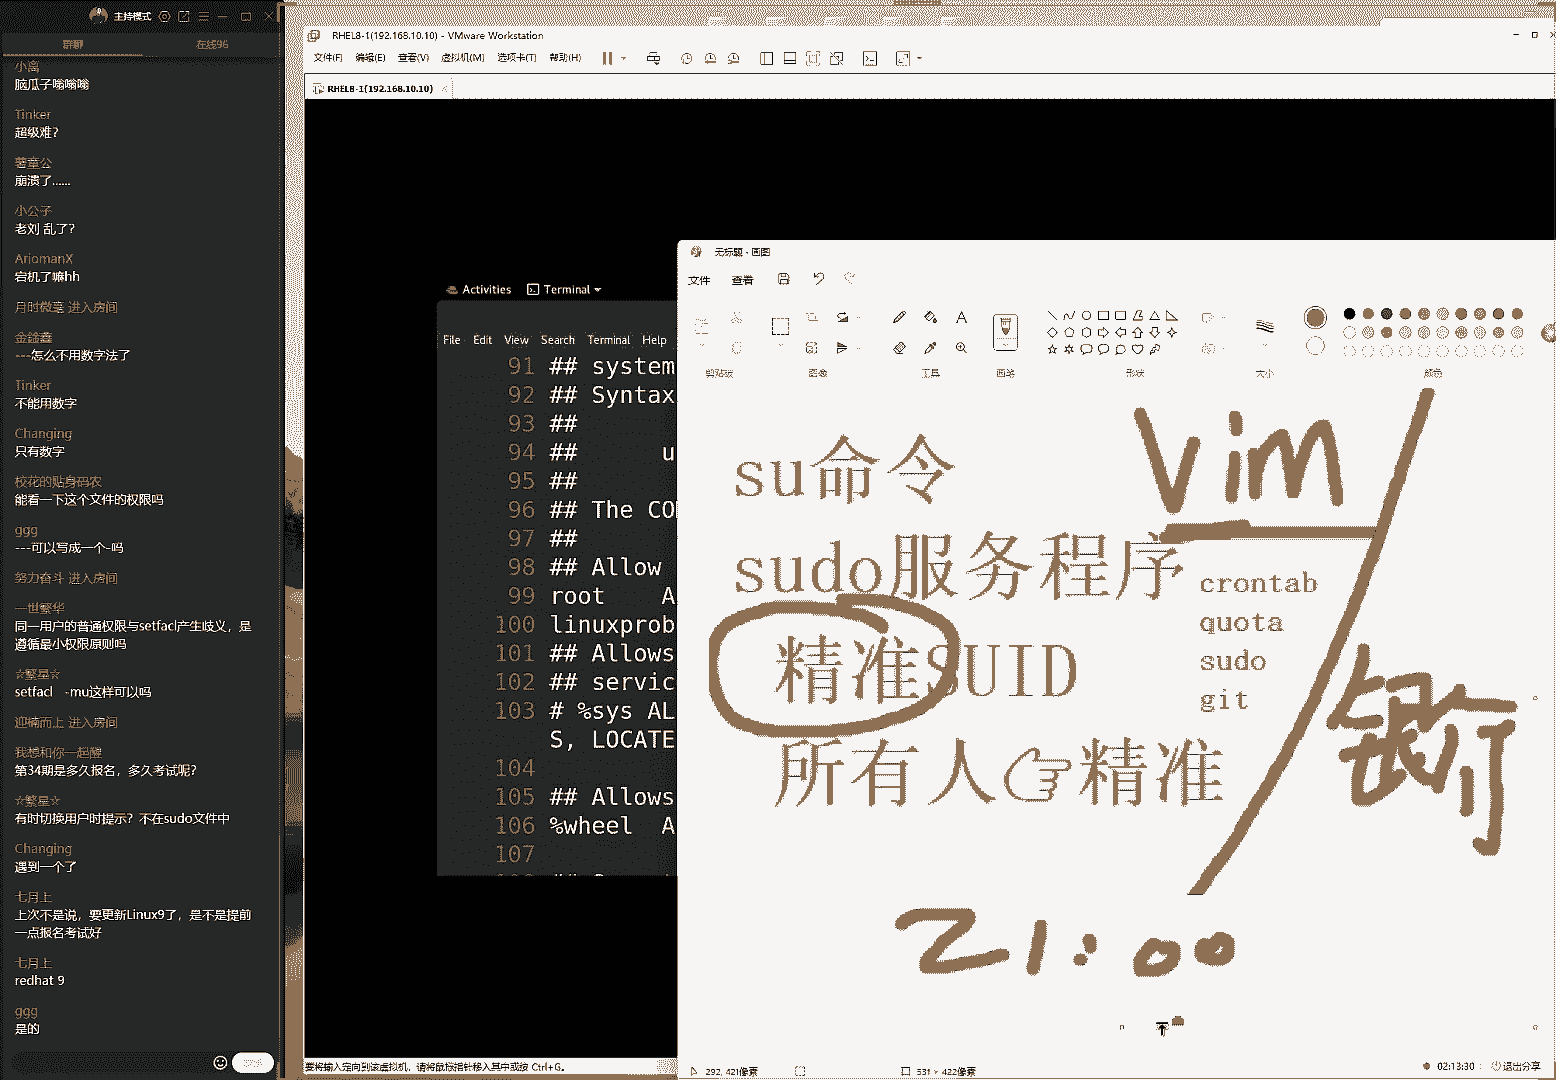 主持模式
群聊
在线96
小离
脑瓜子嗡嗡嗡
Tinker
超级难？
薯童公
崩溃了......
小公子
老刘 乱了？
ArjomanX
宕机了嘛hh
进入房间
---怎么不用数字法了
Tinker
不能用数字
Changing
只有数字
校花的贴身码农
能看一下这个文件的权限吗
ggg
---可以写成一个-吗
努力奋斗 进入房间
一世繁华
同一用户的普通权限与setfacl产生歧义，是
遵循最小权限原则吗
☆繁星☆
setfacl -mu这样可以吗
迎楠而上 进入房间
我想和你一起醒
第34期是多久报名，多久考试呢？
☆繁星☆
有时切换用户时提示？不在sudo文件中
Changing
遇到一个了
七月上
上次不是说，要更新Linux9了，是不是提前
一点报名考试好
七月上
redhat 9
ggg
是的
RHEL8-1(192.168.10.10) - VMware Workstation
文件(F) 编辑(E) 查看(V) 虚拟机(M) 选项卡(T) 帮助(H)
RHEL8-1(192.168.10.10)
Activities Terminal
File Edit View Search Terminal Help
91 ## system
92 ## Syntax
93 ##
94 ## u
95 ##
96 ## The CO
97 ##
98 ## Allow
99 root A
100 linuxprob
101 ## Allows
102 ## servic
103 # %sys AL
S, LOCATE
104
105 ## Allows
106 %wheel A
107
无标题 - 画图
文件 查看
剪贴板 图像 工具 画笔 形状 大小 颜色
su命令
vim
sudo服务程序
crontab
quota
精准SUID
sudo
git
所有人👉精准
21:00
要将输入定向到该虚拟机，请将鼠标指针移入其中或按 Ctrl+G。
292, 421像素
531 × 422像素
02:13:30
退出分享